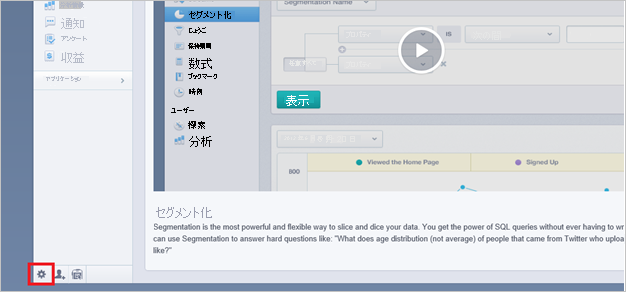 通知
アンケート
収益
アプリケーション
セグメント化
じょうご
保持期間
数式
ブックマーク
時刻
ユーザー
探索
分析
Segmentation Name
表示
Viewed the Home Page
Signed Up
800
セグメント化
Segmentation is the most powerful and flexible way to slice and dice your data. You get the power of SQL queries without ever having to wr
can use Segmentation to answer hard questions like: "What does age distribution (not average) of people that came from Twitter who uploa
like?"